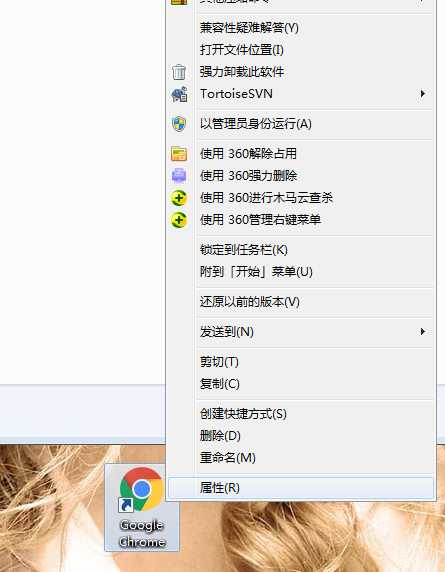 兼容性疑难解答(Y)
打开文件位置(I)
强力卸载此软件
TortoiseSVN
以管理员身份运行(A)
使用 360解除占用
使用 360强力删除
使用 360进行木马云查杀
使用 360管理右键菜单
锁定到任务栏(K)
附到「开始」菜单(U)
还原以前的版本(V)
发送到(N)
剪切(T)
复制(C)
创建快捷方式(S)
删除(D)
重命名(M)
属性(R)
Google
Chrome